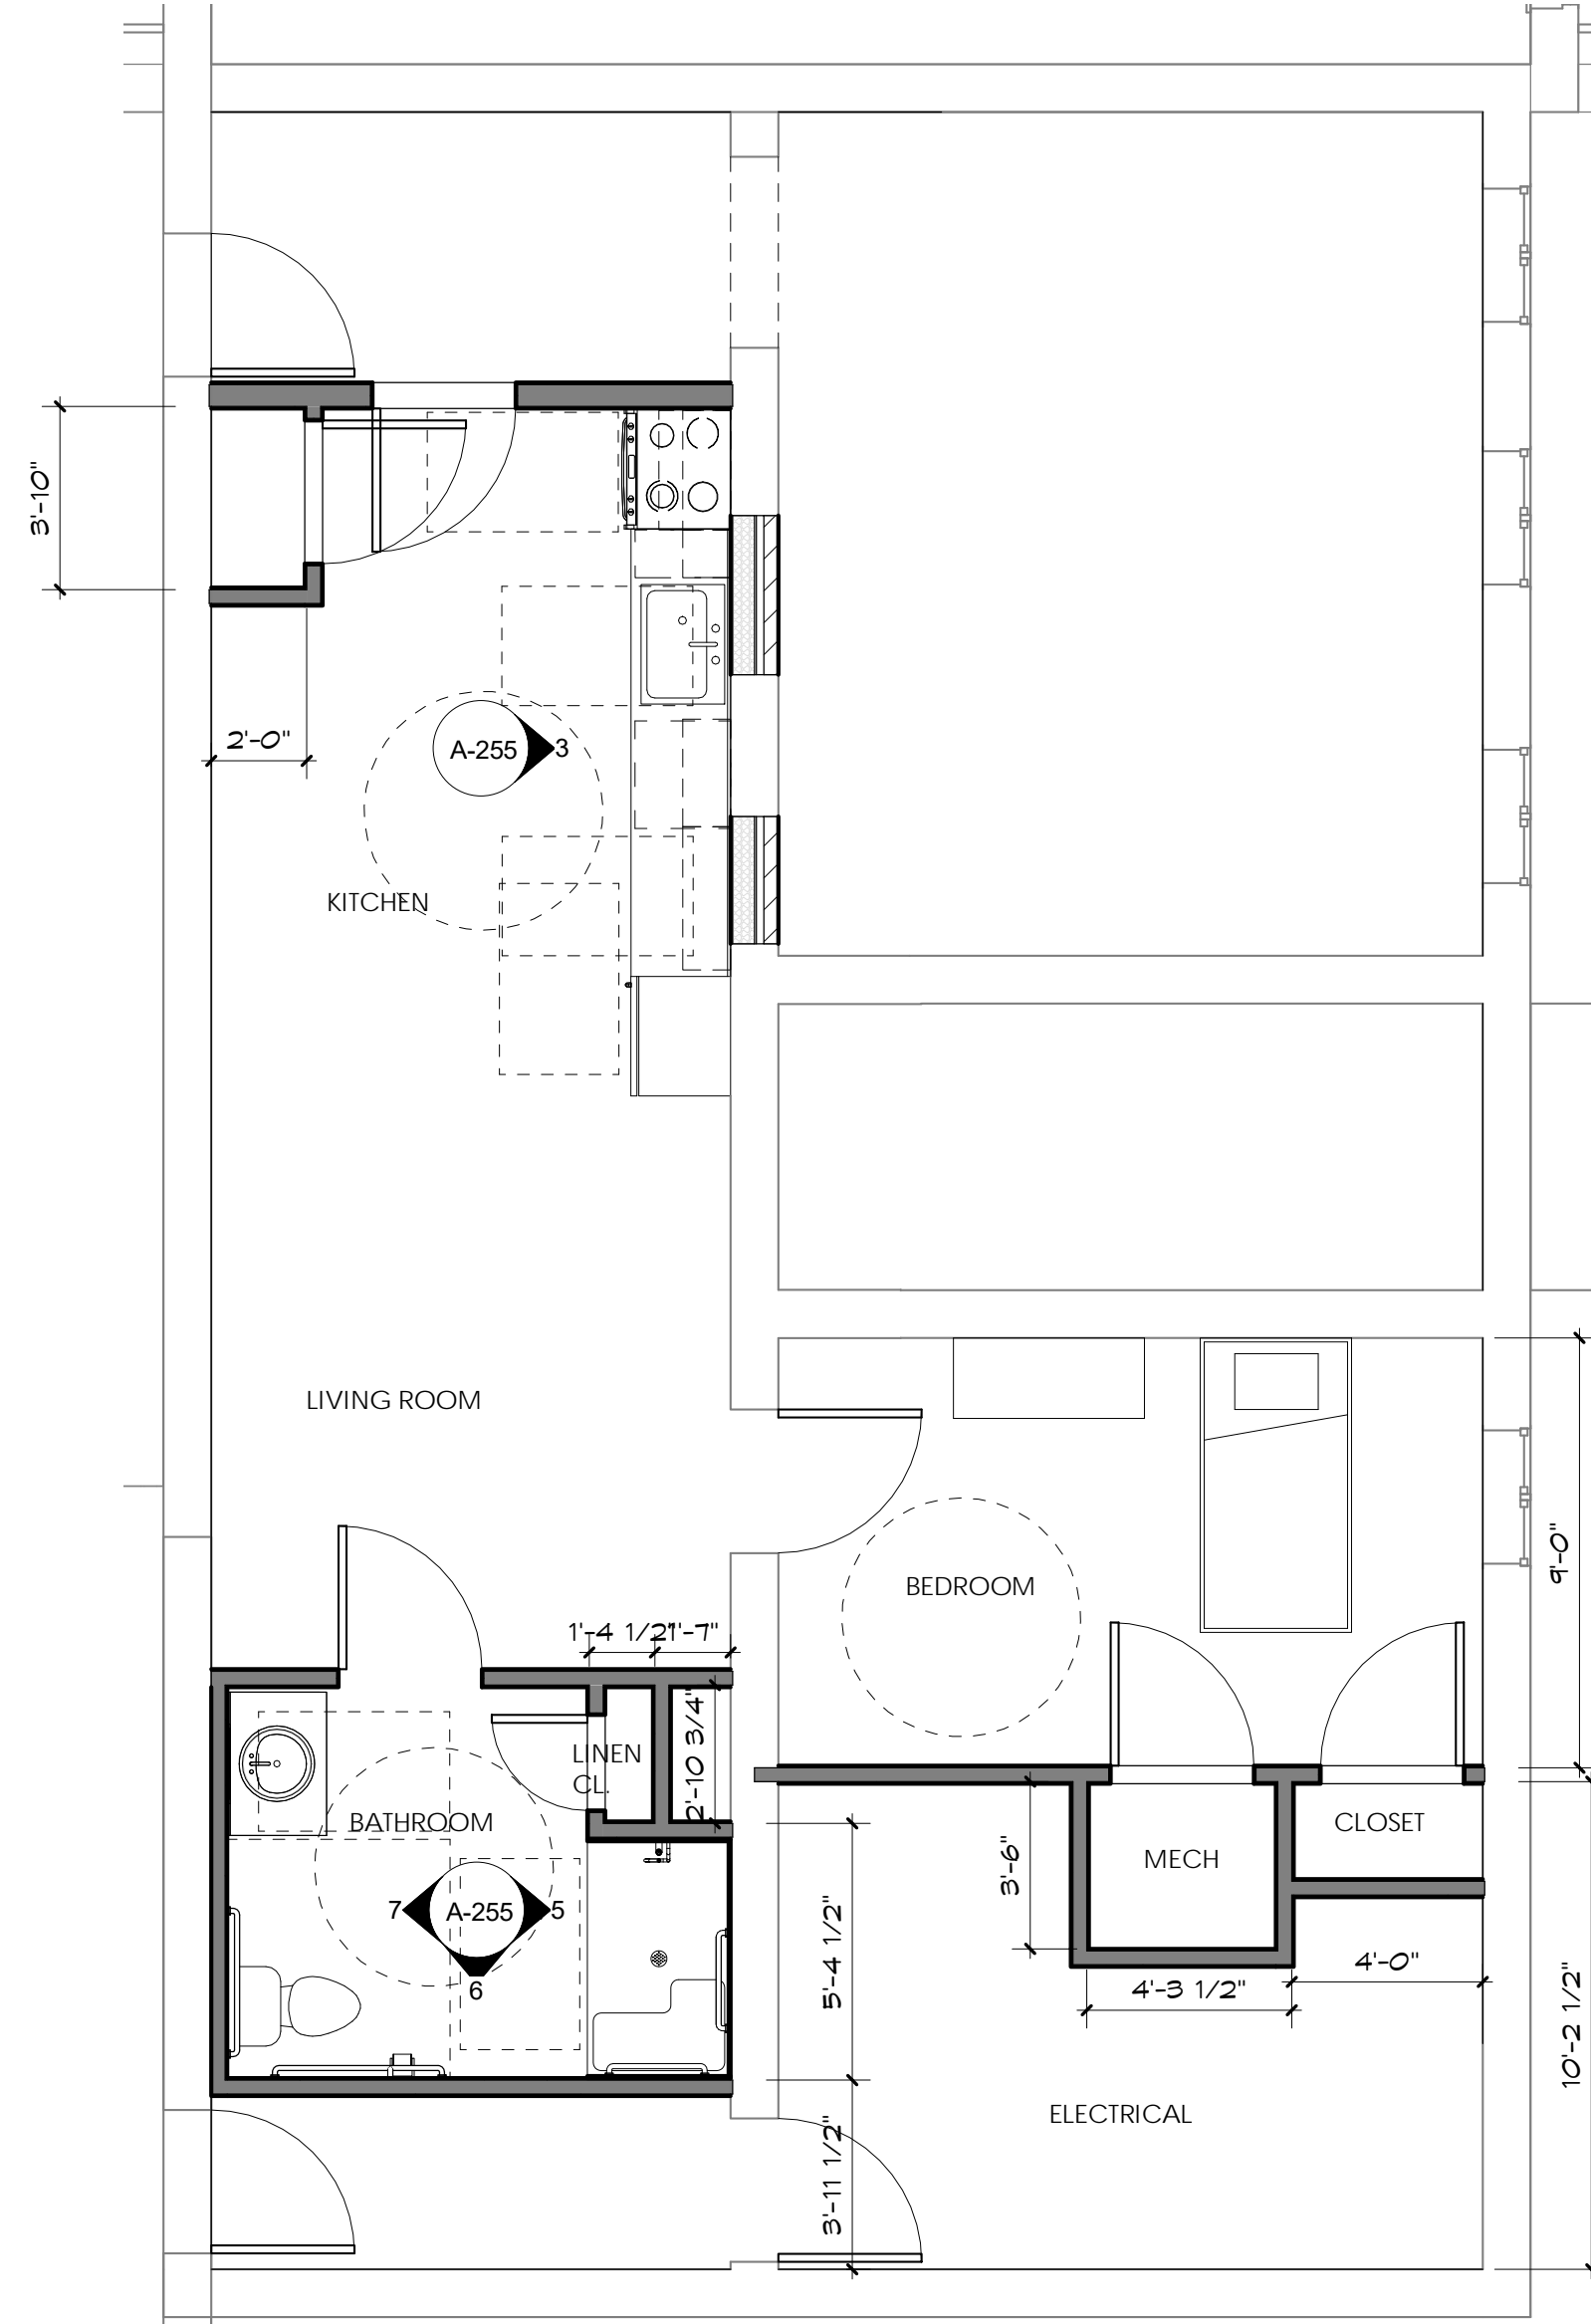 3'-10"
2'-0"
A-255
3
KITCHEN
LIVING ROOM
9'-0"
BEDROOM
1'-4 1/2"
1'-7"
2'-10 3/4"
LINEN
CL.
BATHROOM
CLOSET
MECH
3'-6"
7
A-255
5
6
5'-4 1/2"
4'-0"
4'-3 1/2"
10'-2 1/2"
ELECTRICAL
3'-11 1/2"